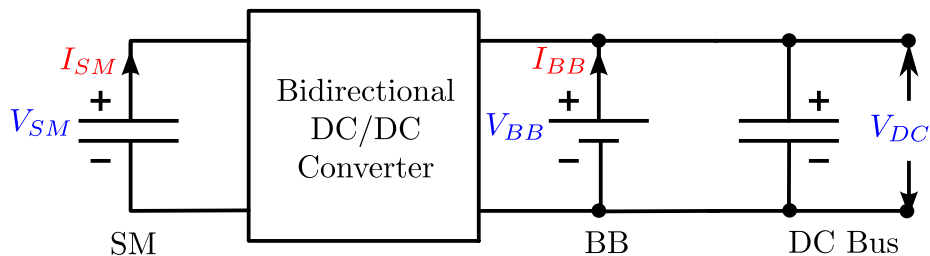 I_SM
I_BB
+
+
+
Bidirectional
DC/DC
Converter
V_SM
V_BB
V_DC
−
−
−
SM
BB
DC Bus